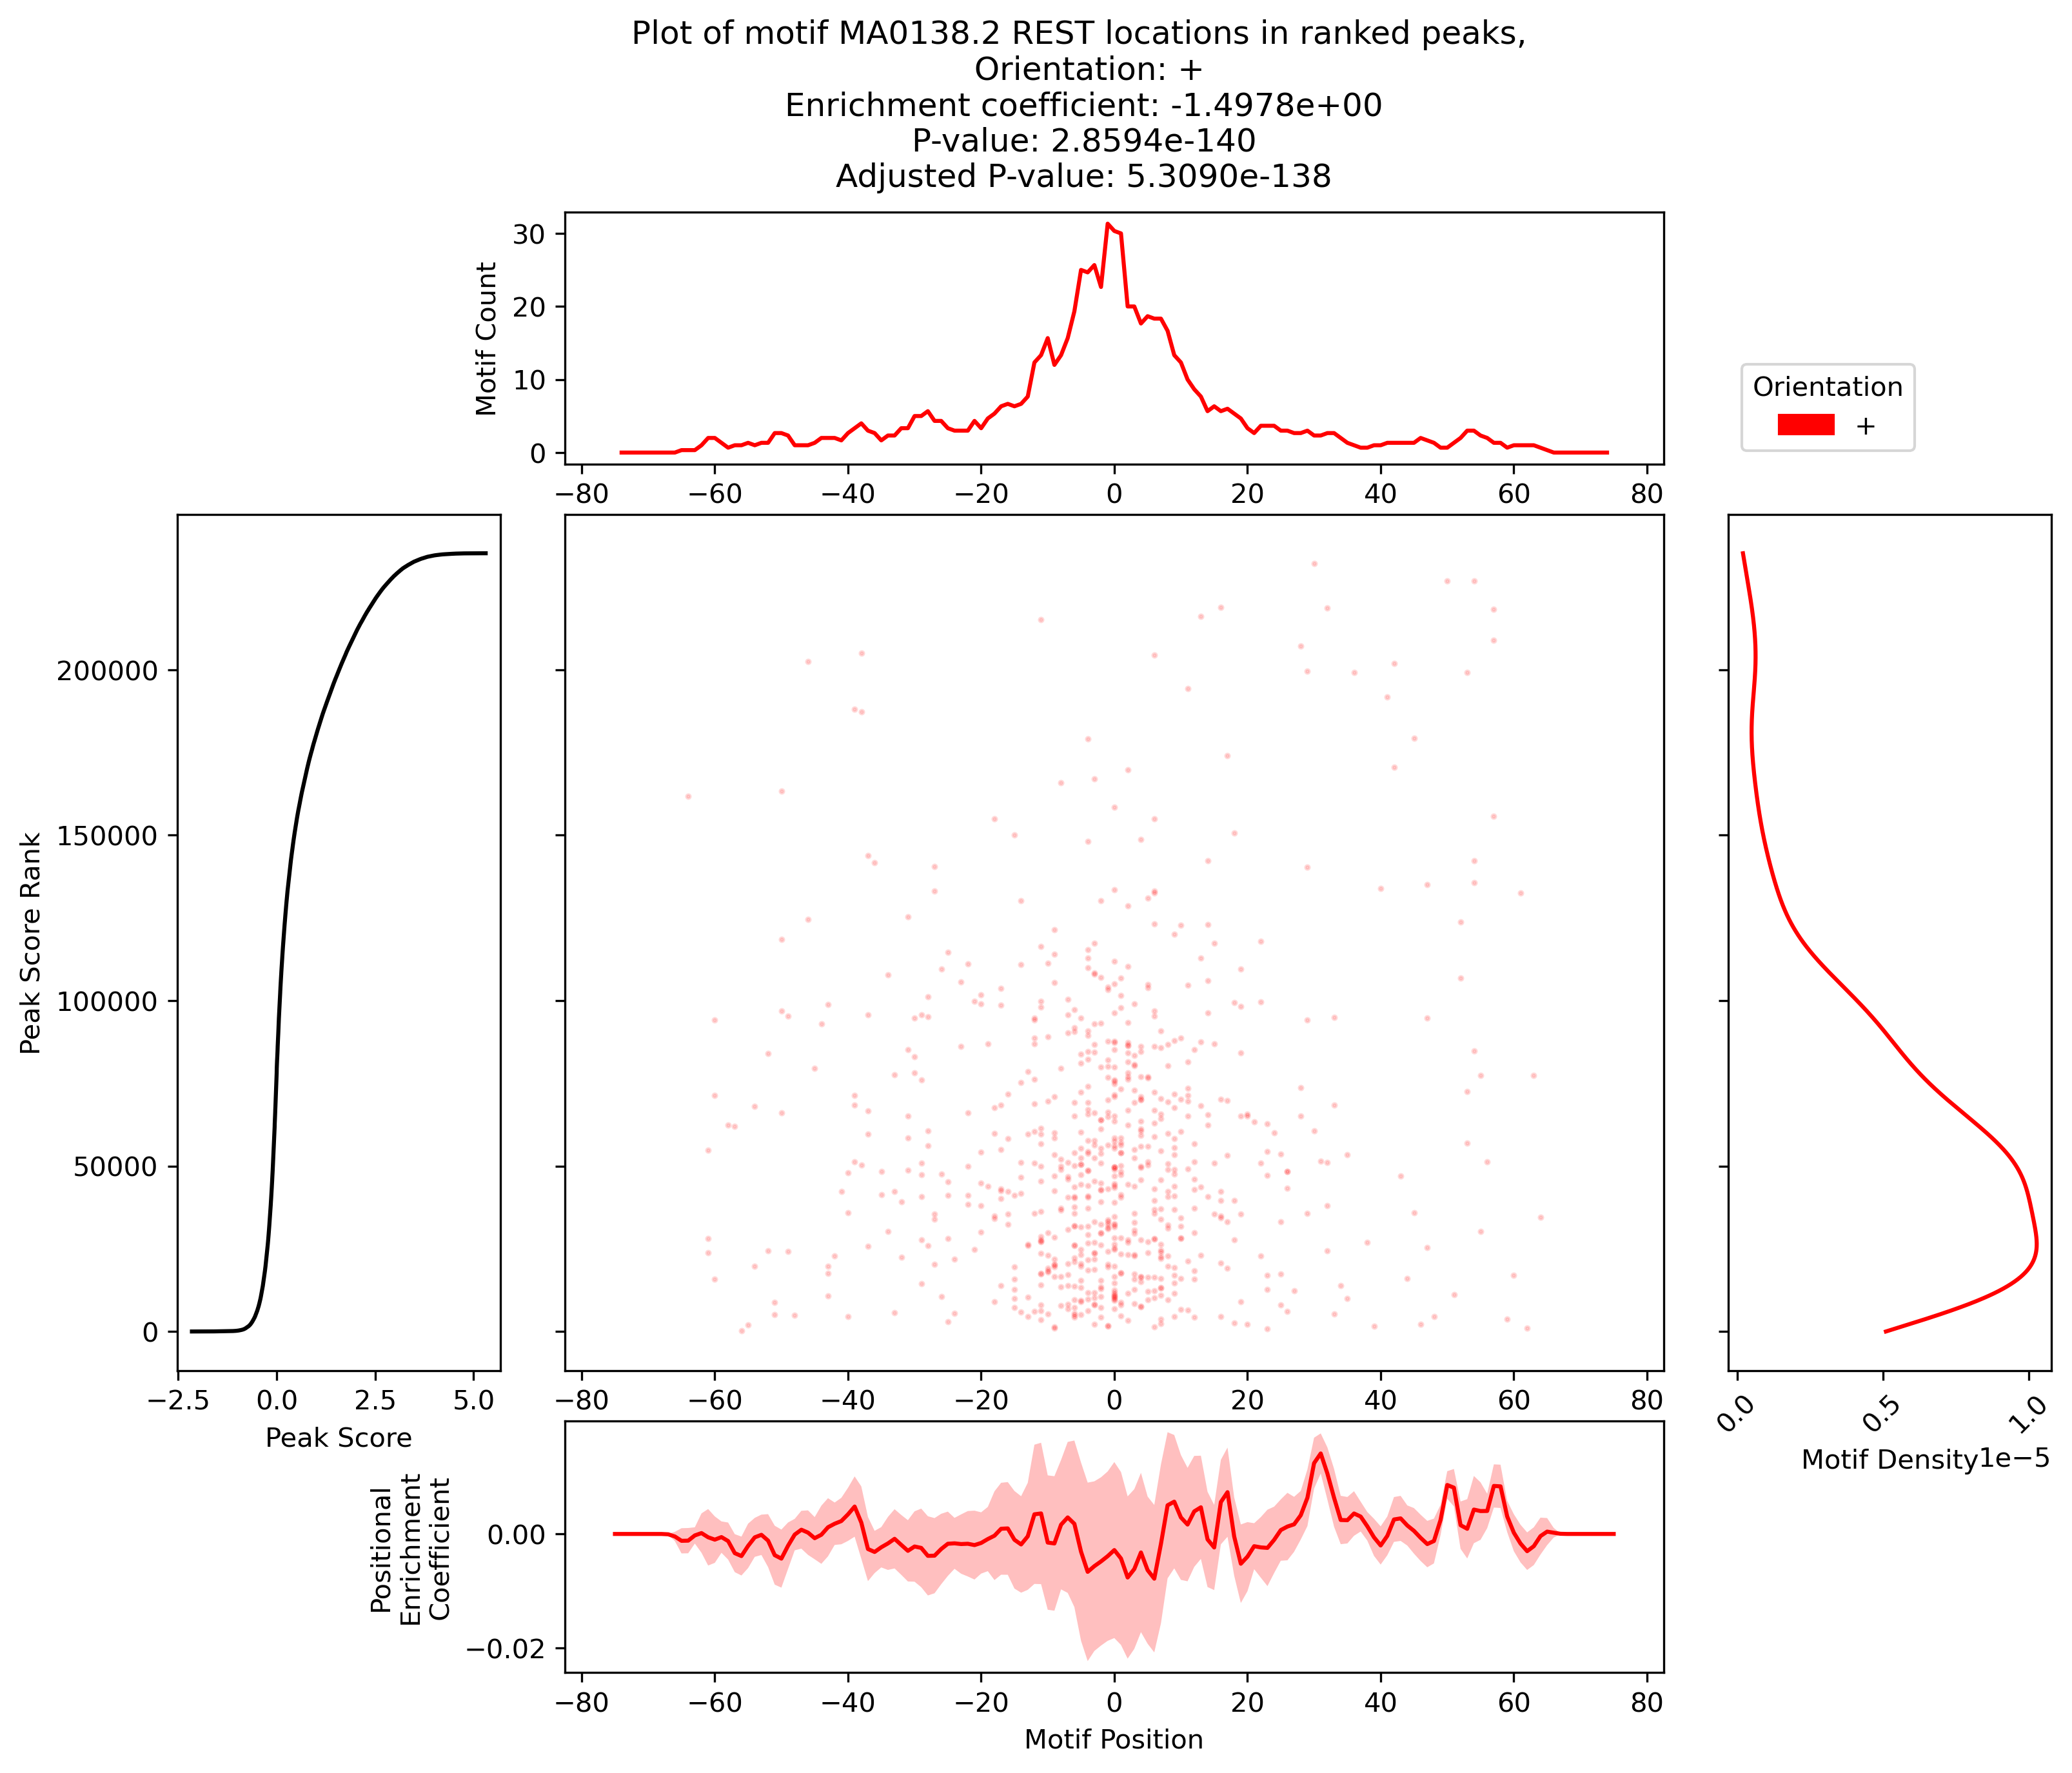 Plot of motif MA0138.2 REST locations in ranked peaks,
Orientation: +
Enrichment coefficient: -1.4978e+00
P-value: 2.8594e-140
Adjusted P-value: 5.3090e-138
30
20
10
0
Motif Count
−80 −60 −40 −20 0 20 40 60 80
Orientation
+
200000
150000
100000
50000
0
Peak Score Rank
−2.5 0.0 2.5 5.0
Peak Score
−80 −60 −40 −20 0 20 40 60 80
0.0 0.5 1.0
Motif Density
1e−5
Positional
Enrichment
Coefficient
0.00
−0.02
−80 −60 −40 −20 0 20 40 60 80
Motif Position